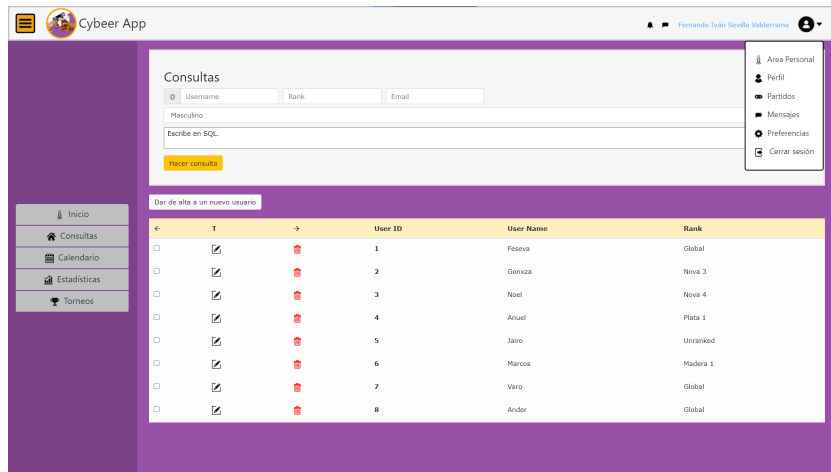 Cybeer App
Fernando Iván Sevilla Valderrama
Area Personal
Perfil
Partidos
Mensajes
Preferencias
Cerrar sesión
Consultas
@ Username Rank Email
Masculino
Escribe en SQL.
Hacer consulta
Dar de alta a un nuevo usuario
Inicio
Consultas
Calendario
Estadísticas
Torneos
← T → User ID User Name Rank
1 Feseva Global
2 Gonxza Nova 3
3 Noel Nova 4
4 Anuel Plata 1
5 Jairo Unranked
6 Marcos Madera 1
7 Varo Global
8 Ander Global